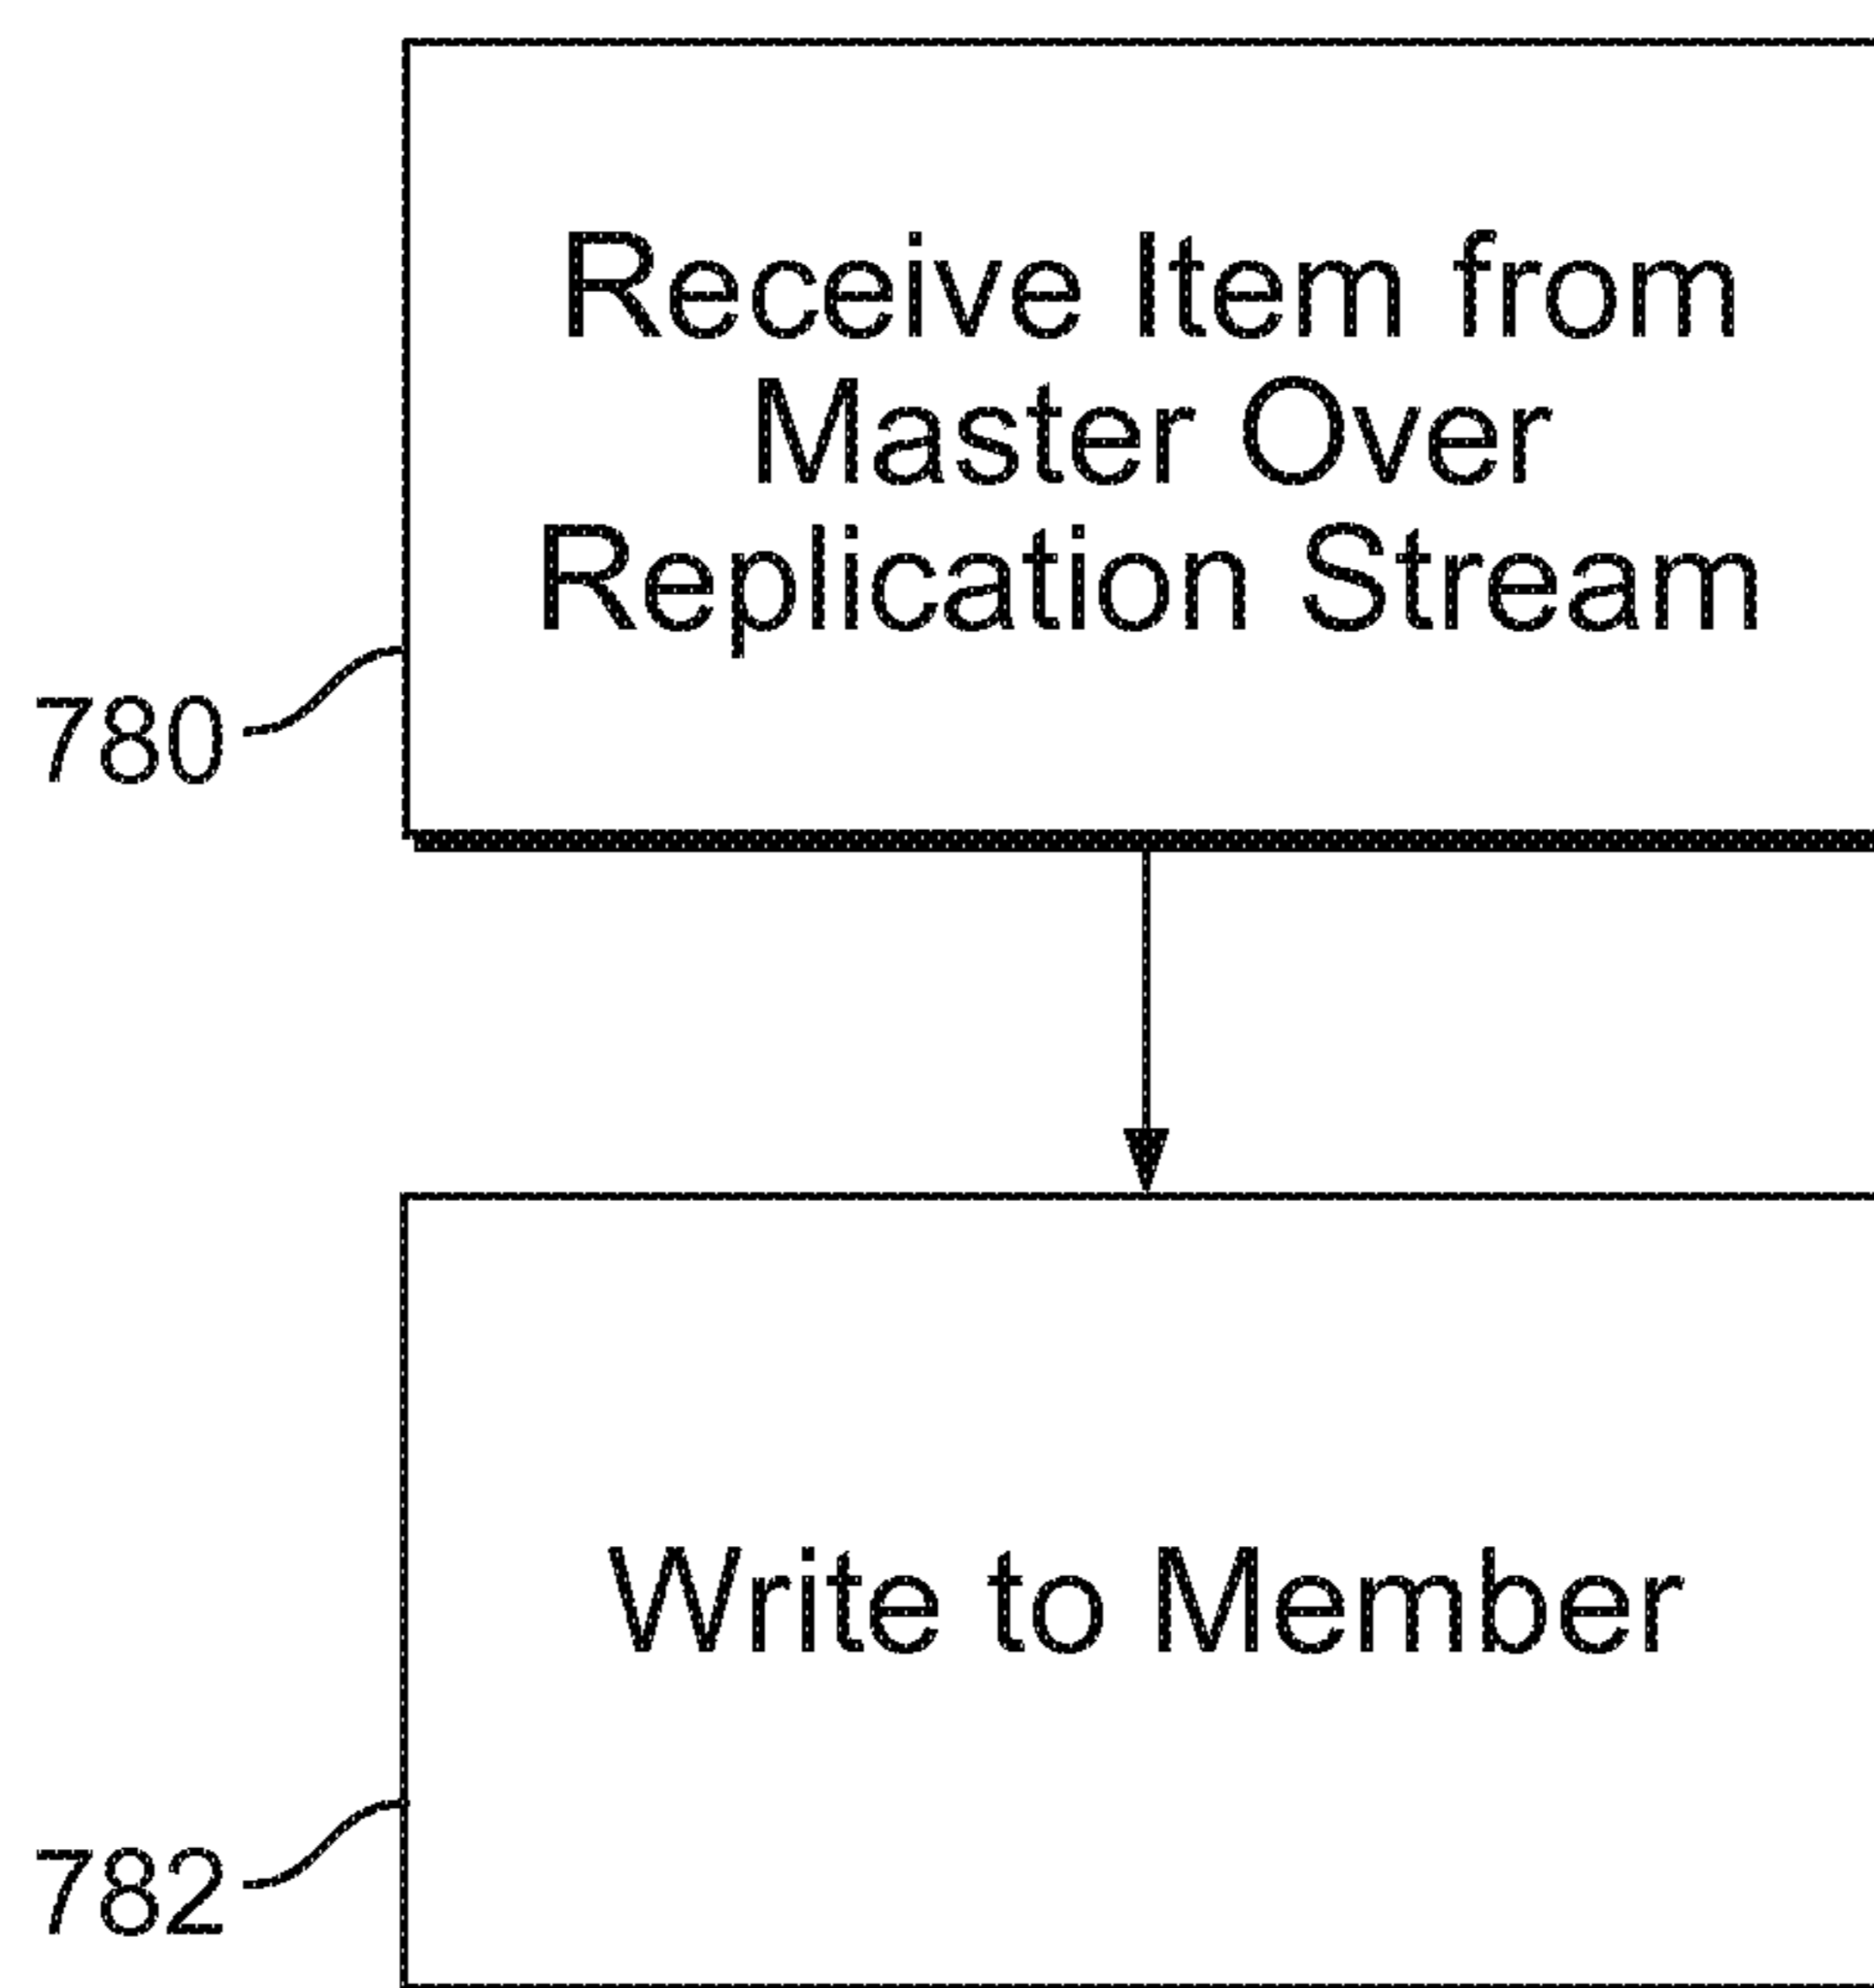 Receive Item from
Master Over
Replication Stream
780
Write to Member
782